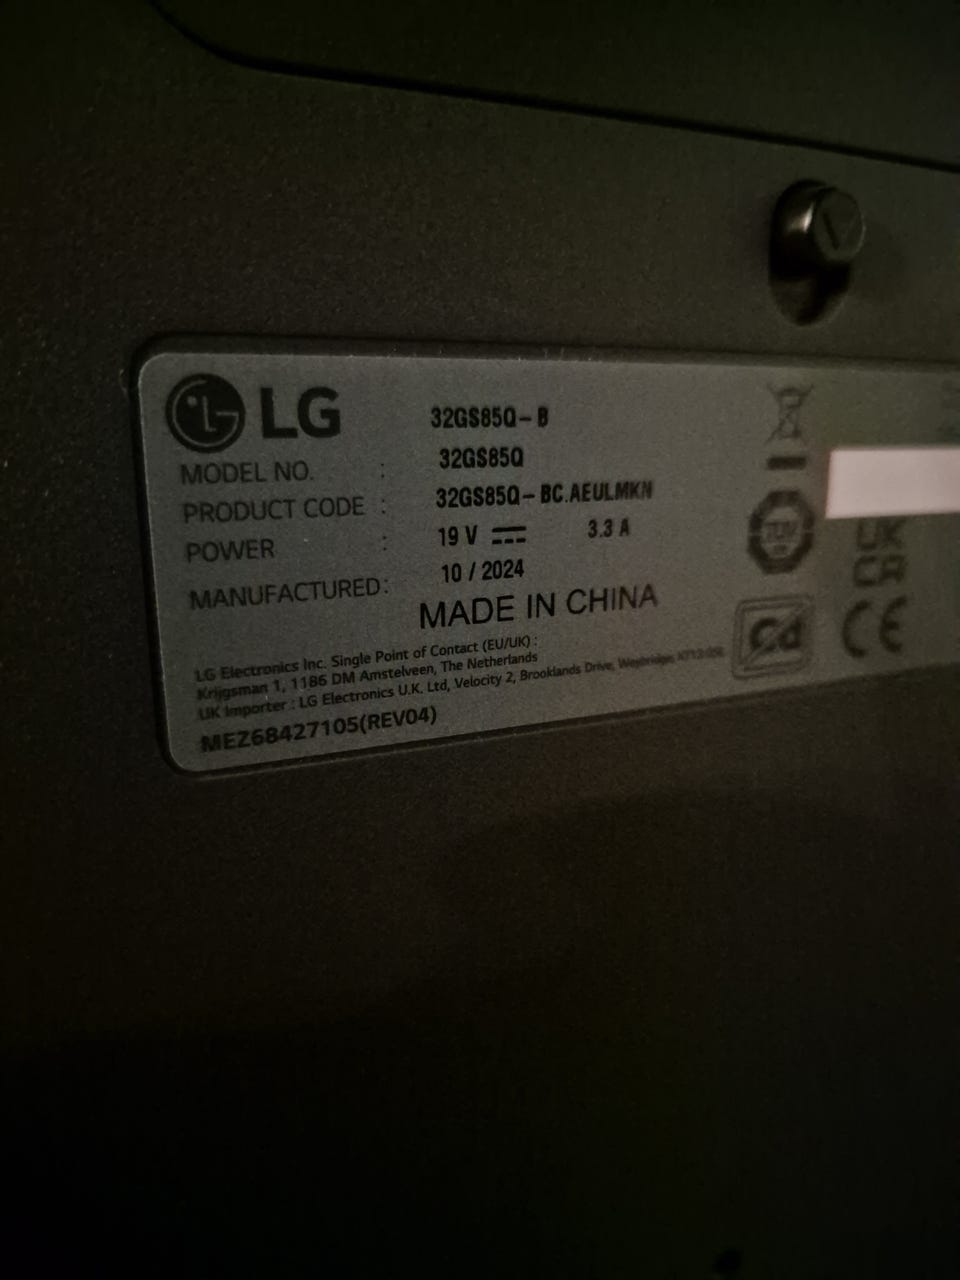 LG
32GS85Q-B
MODEL NO. : 32GS85Q
PRODUCT CODE : 32GS85Q-BC.AEULMKN
POWER : 19 V 3.3 A
MANUFACTURED: 10 / 2024
MADE IN CHINA
LG Electronics Inc. Single Point of Contact (EU/UK) :
Krijgsman 1, 1186 DM Amstelveen, The Netherlands
UK Importer : LG Electronics U.K. Ltd, Velocity 2, Brooklands Drive, Weybridge,
MEZ68427105(REV04)
TÜV
UK
CA
Cd
CE